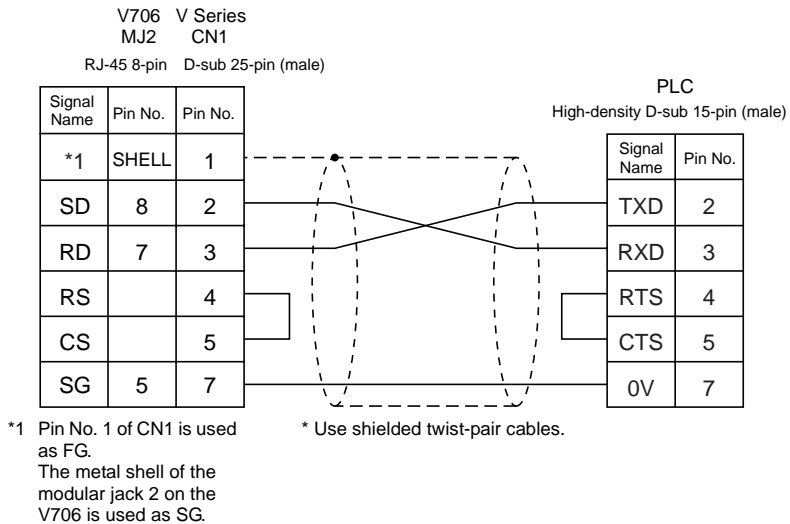 V706 V Series
MJ2 CN1
RJ-45 8-pin D-sub 25-pin (male)
PLC
High-density D-sub 15-pin (male)
Signal Name Pin No. Pin No.
*1 SHELL 1
SD 8 2
RD 7 3
RS 4
CS 5
SG 5 7
Signal Name Pin No.
TXD 2
RXD 3
RTS 4
CTS 5
0V 7
*1 Pin No. 1 of CN1 is used
as FG.
The metal shell of the
modular jack 2 on the
V706 is used as SG.
* Use shielded twist-pair cables.